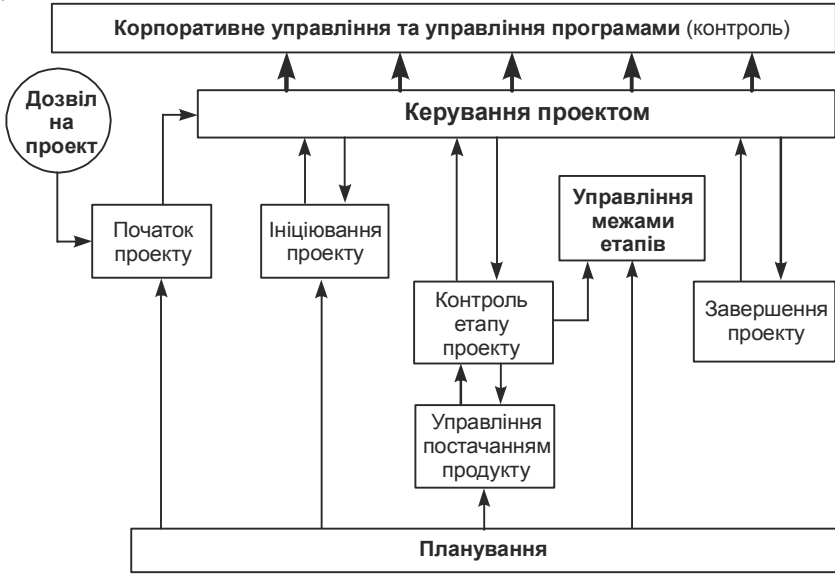 Корпоративне управління та управління програмами (контроль)
Дозвіл
на
проект
Керування проектом
Початок
проекту
Ініціювання
проекту
Управління
межами
етапів
Контроль
етапу
проекту
Завершення
проекту
Управління
постачанням
продукту
Планування